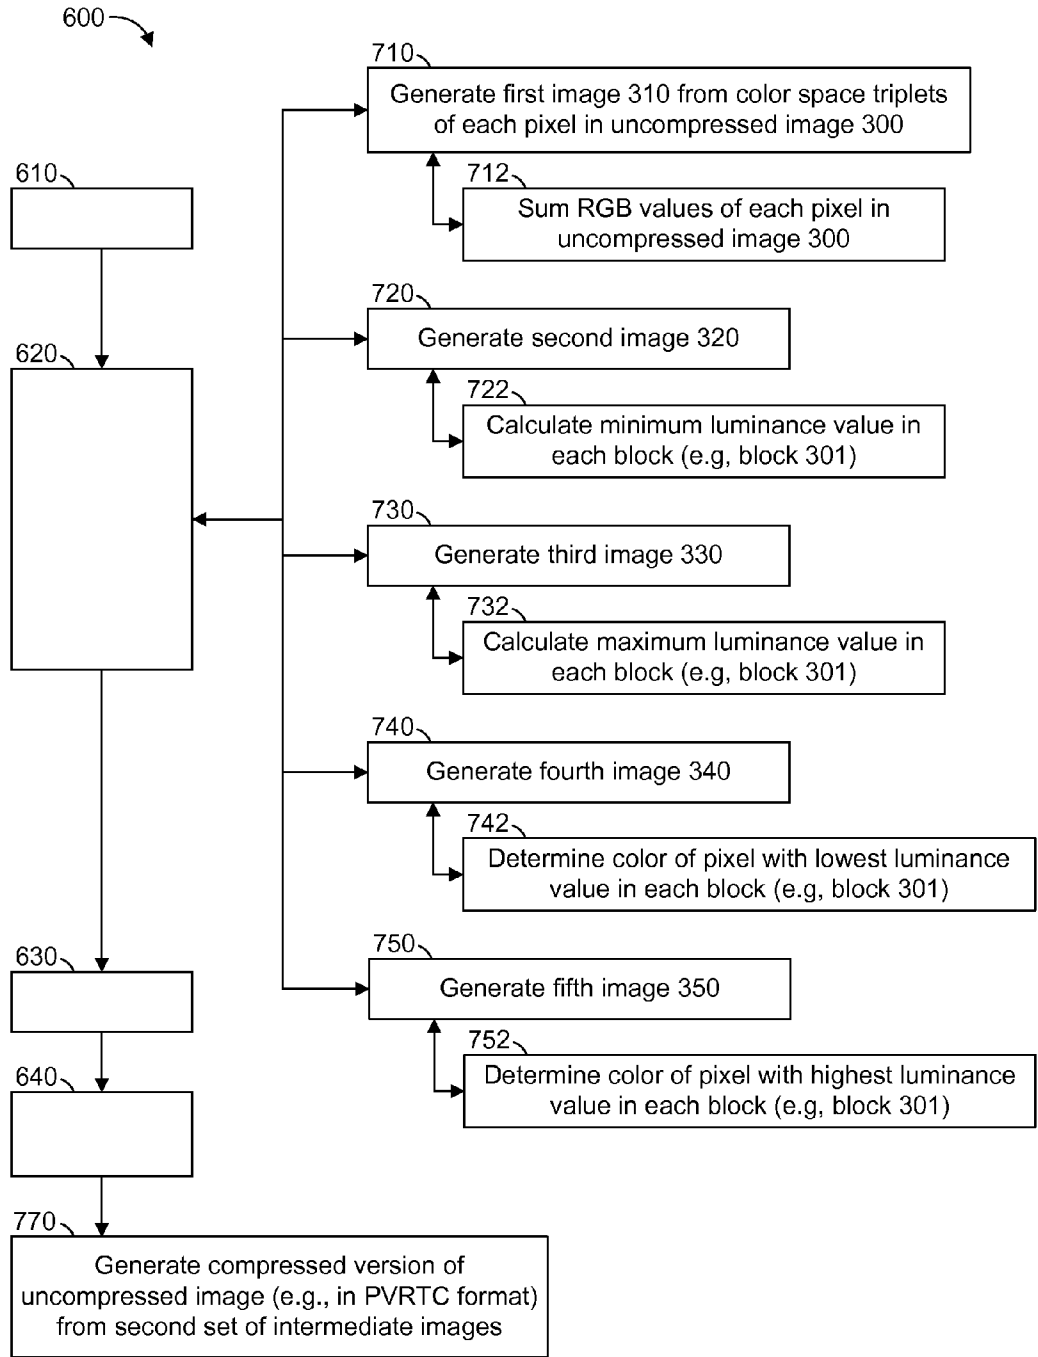 600
710
Generate first image 310 from color space triplets
of each pixel in uncompressed image 300
712
Sum RGB values of each pixel in
uncompressed image 300
610
720
Generate second image 320
620
722
Calculate minimum luminance value in
each block (e.g, block 301)
730
Generate third image 330
732
Calculate maximum luminance value in
each block (e.g, block 301)
740
Generate fourth image 340
742
Determine color of pixel with lowest luminance
value in each block (e.g, block 301)
750
Generate fifth image 350
752
Determine color of pixel with highest luminance
value in each block (e.g, block 301)
630
640
770
Generate compressed version of
uncompressed image (e.g., in PVRTC format)
from second set of intermediate images